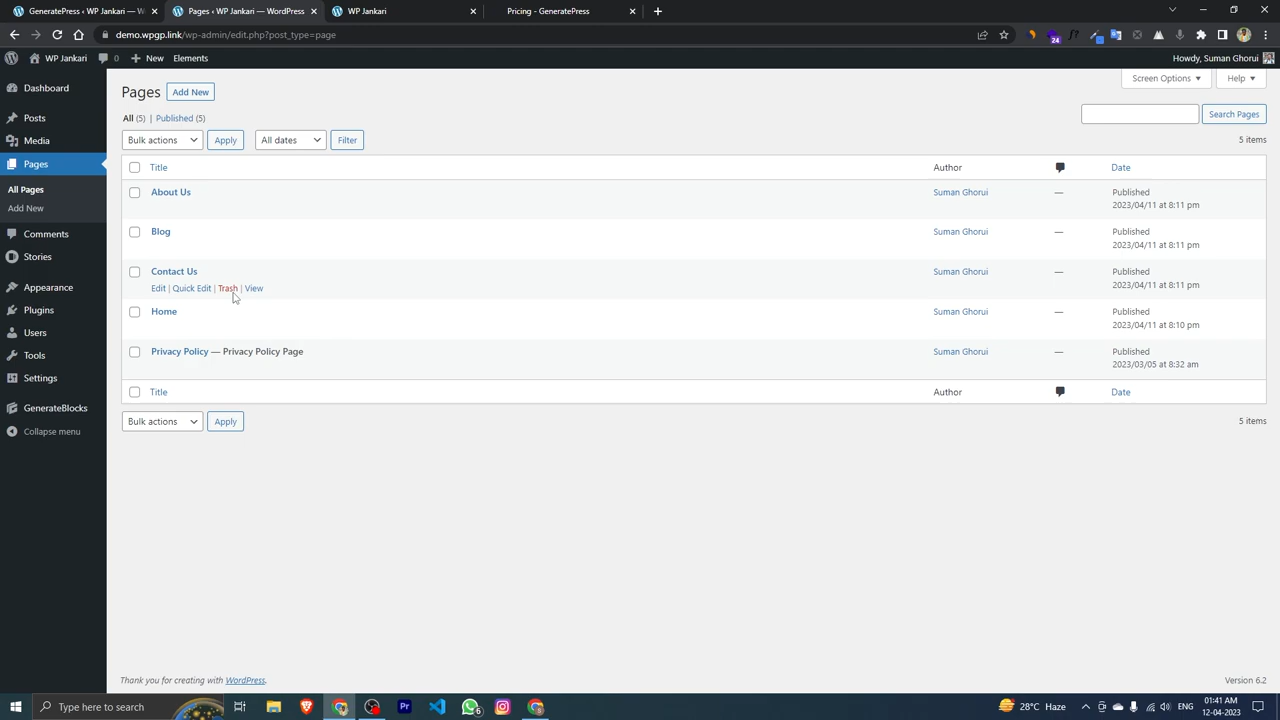 GeneratePress ‹ WP Jankari — W
Pages ‹ WP Jankari — WordPress
WP Jankari
Pricing - GeneratePress
demo.wpgp.link/wp-admin/edit.php?post_type=page
24
WP Jankari
0
New
Elements
Howdy, Suman Ghorui
Dashboard
Posts
Media
Pages
All Pages
Add New
Comments
Stories
Appearance
Plugins
Users
Tools
Settings
GenerateBlocks
Collapse menu
Pages
Add New
Screen Options
Help
All (5) | Published (5)
Search Pages
Bulk actions
Apply
All dates
Filter
5 items
Title
Author
Date
About Us
Suman Ghorui
—
Published
2023/04/11 at 8:11 pm
Blog
Suman Ghorui
—
Published
2023/04/11 at 8:11 pm
Contact Us
Edit | Quick Edit | Trash | View
Suman Ghorui
—
Published
2023/04/11 at 8:11 pm
Home
Suman Ghorui
—
Published
2023/04/11 at 8:10 pm
Privacy Policy — Privacy Policy Page
Suman Ghorui
—
Published
2023/03/05 at 8:32 am
Title
Author
Date
Bulk actions
Apply
5 items
Thank you for creating with WordPress.
Version 6.2
Type here to search
Pr
6
28°C Haze
ENG
01:41 AM
12-04-2023